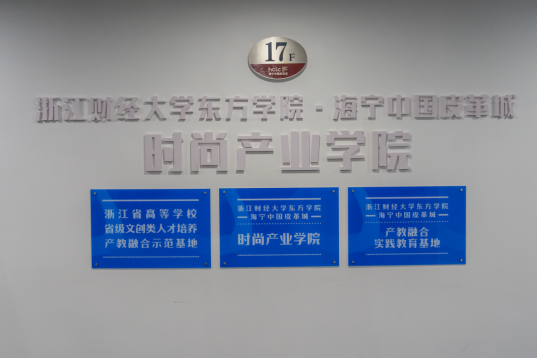 17F
hclc
浙江财经大学东方学院·海宁中国皮革城
时尚产业学院
浙江省高等学校
省级文创类人才培养
产教融合示范基地
浙江财经大学东方学院
海宁中国皮革城
时尚产业学院
浙江财经大学东方学院
海宁中国皮革城
产教融合
实践教育基地